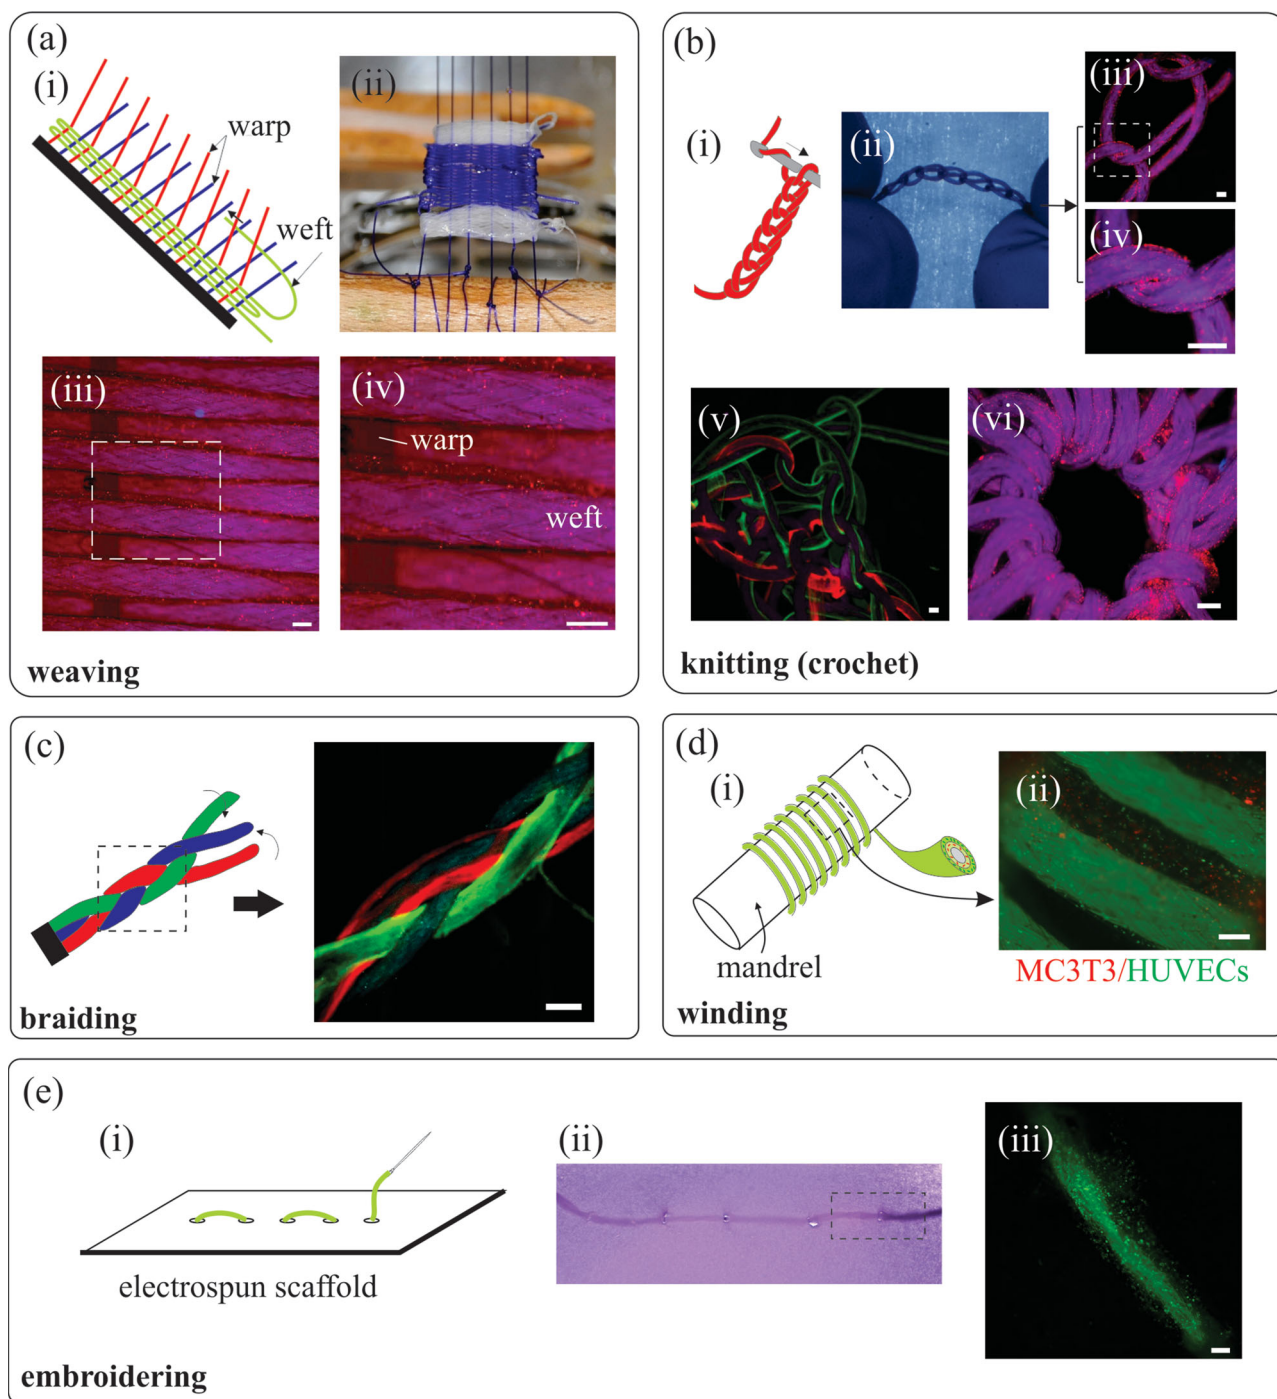 (a)
(i)
warp
weft
(ii)
(iii)
(iv)
warp
weft
weaving
(b)
(i)
(ii)
(iii)
(iv)
(v)
(vi)
knitting (crochet)
(c)
braiding
(d)
(i)
mandrel
(ii)
MC3T3/HUVECs
winding
(e)
(i)
electrospun scaffold
(ii)
(iii)
embroidering